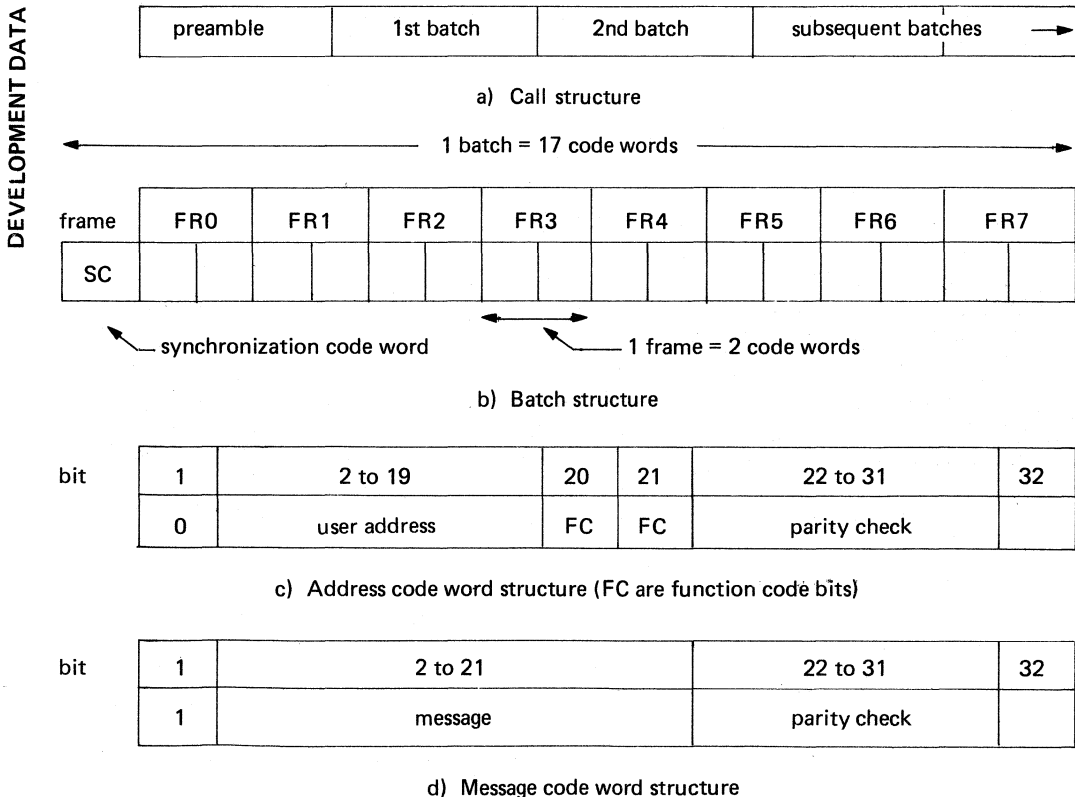 DEVELOPMENT DATA
preamble 1st batch 2nd batch subsequent batches
a) Call structure
1 batch = 17 code words
frame FR0 FR1 FR2 FR3 FR4 FR5 FR6 FR7
SC
synchronization code word 1 frame = 2 code words
b) Batch structure
bit 1 2 to 19 20 21 22 to 31 32
0 user address FC FC parity check
c) Address code word structure (FC are function code bits)
bit 1 2 to 21 22 to 31 32
1 message parity check
d) Message code word structure